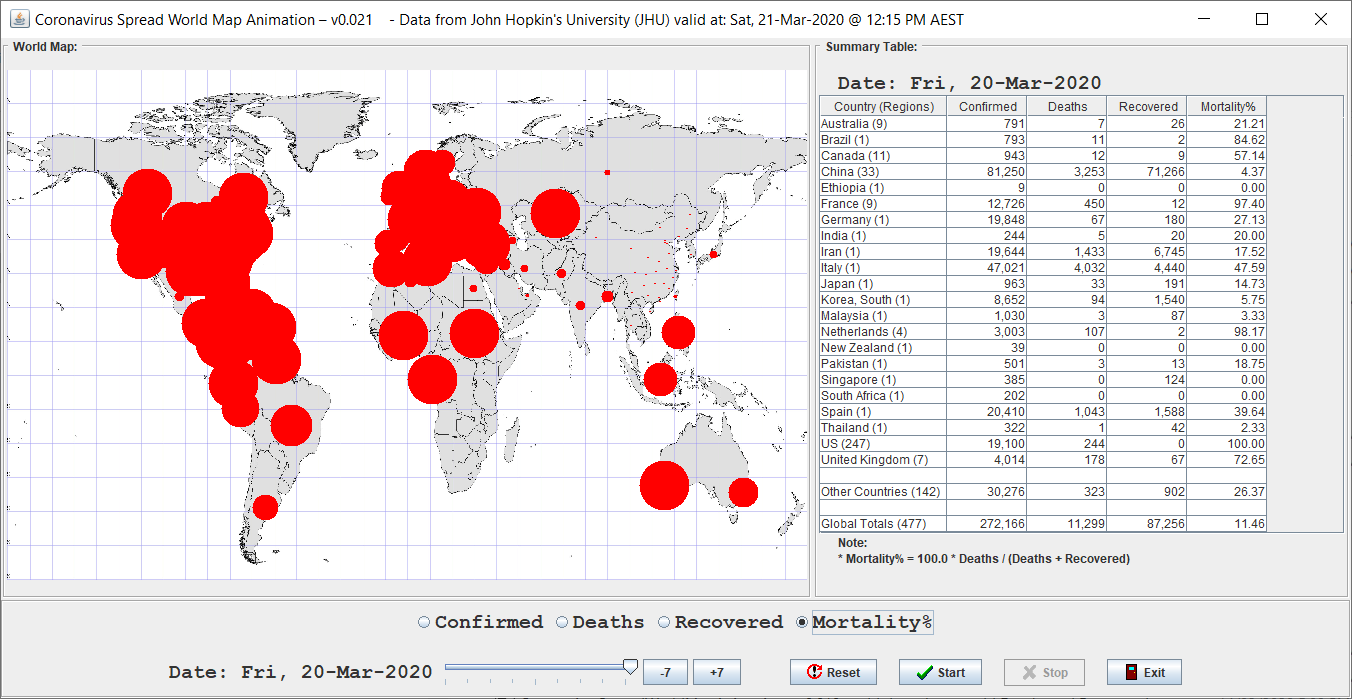 Coronavirus Spread World Map Animation – v0.021 - Data from John Hopkin's University (JHU) valid at: Sat, 21-Mar-2020 @ 12:15 PM AEST
World Map:
Summary Table:
Date: Fri, 20-Mar-2020
Country (Regions) Confirmed Deaths Recovered Mortality%
Australia (9) 791 7 26 21.21
Brazil (1) 793 11 2 84.62
Canada (11) 943 12 9 57.14
China (33) 81,250 3,253 71,266 4.37
Ethiopia (1) 9 0 0 0.00
France (9) 12,726 450 12 97.40
Germany (1) 19,848 67 180 27.13
India (1) 244 5 20 20.00
Iran (1) 19,644 1,433 6,745 17.52
Italy (1) 47,021 4,032 4,440 47.59
Japan (1) 963 33 191 14.73
Korea, South (1) 8,652 94 1,540 5.75
Malaysia (1) 1,030 3 87 3.33
Netherlands (4) 3,003 107 2 98.17
New Zealand (1) 39 0 0 0.00
Pakistan (1) 501 3 13 18.75
Singapore (1) 385 0 124 0.00
South Africa (1) 202 0 0 0.00
Spain (1) 20,410 1,043 1,588 39.64
Thailand (1) 322 1 42 2.33
US (247) 19,100 244 0 100.00
United Kingdom (7) 4,014 178 67 72.65
Other Countries (142) 30,276 323 902 26.37
Global Totals (477) 272,166 11,299 87,256 11.46
Note:
* Mortality% = 100.0 * Deaths / (Deaths + Recovered)
Confirmed Deaths Recovered Mortality%
Date: Fri, 20-Mar-2020 -7 +7 Reset Start Stop Exit